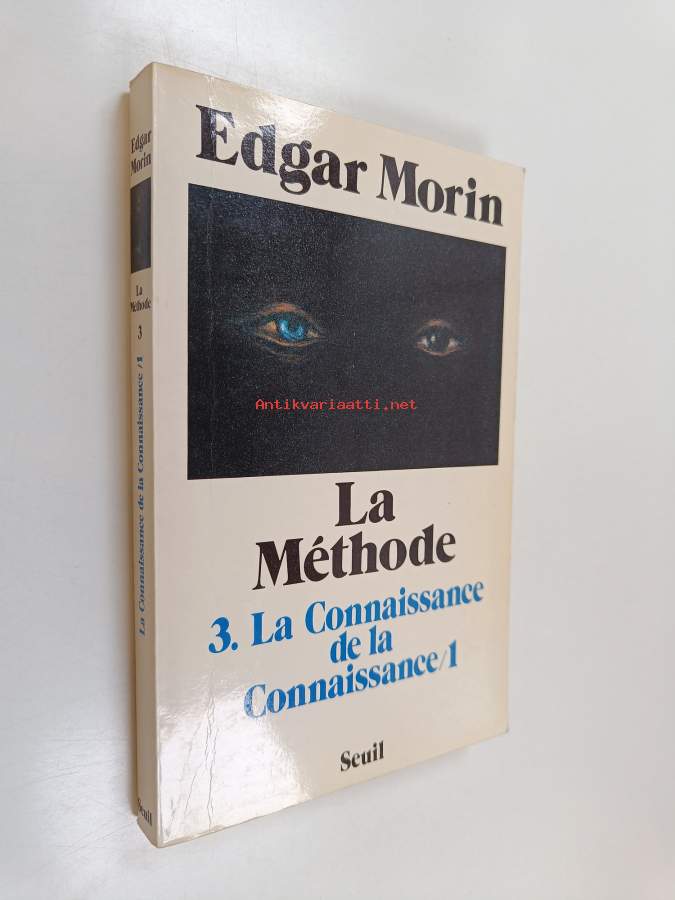 Edgar Morin
La
Méthode
3. La Connaissance
de la
Connaissance/1
Seuil
Edgar
Morin
La
Méthode
3
La Connaissance de la Connaissance /1
Seuil
Antikvariaatti.net